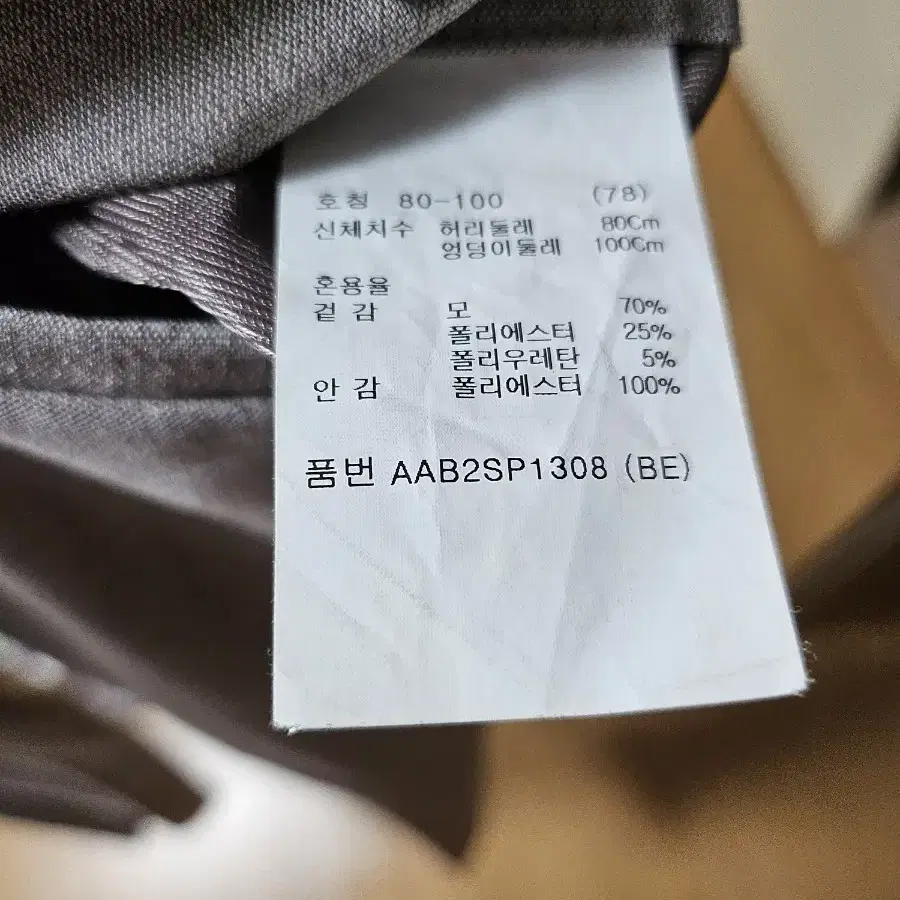 호칭 80-100 (78)
신체치수 허리둘레 80Cm
엉덩이둘레 100Cm
혼용율
겉 감 모 70%
폴리에스터 25%
폴리우레탄 5%
안 감 폴리에스터 100%
품번 AAB2SP1308 (BE)